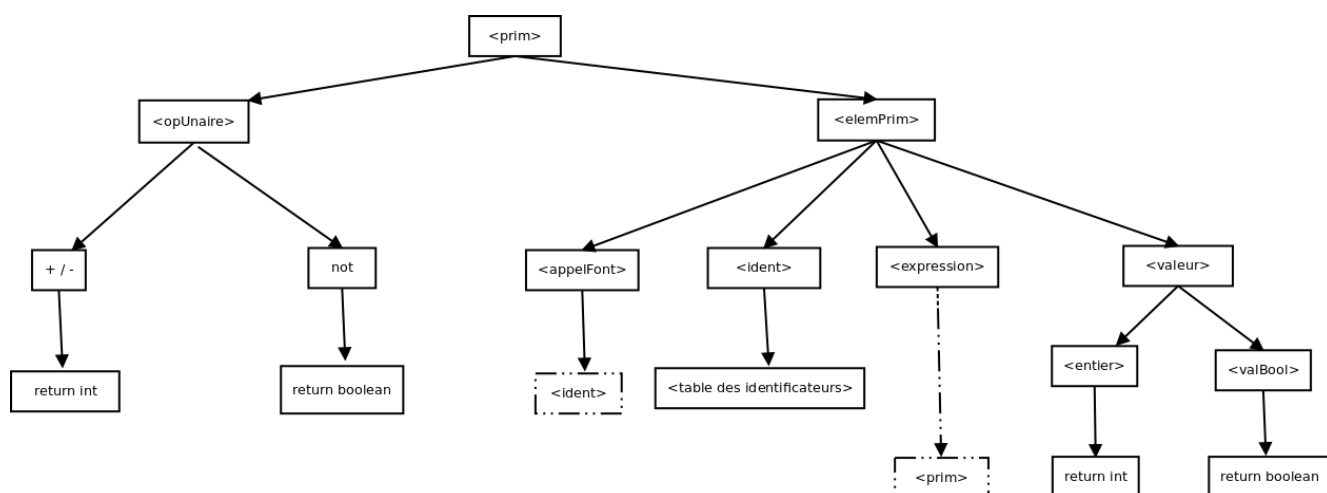 <prim>
<opUnaire>
<elemPrim>
+ / -
not
<appelFont>
<ident>
<expression>
<valeur>
<entier>
<valBool>
return int
return boolean
<ident>
<table des identificateurs>
<prim>
return int
return boolean